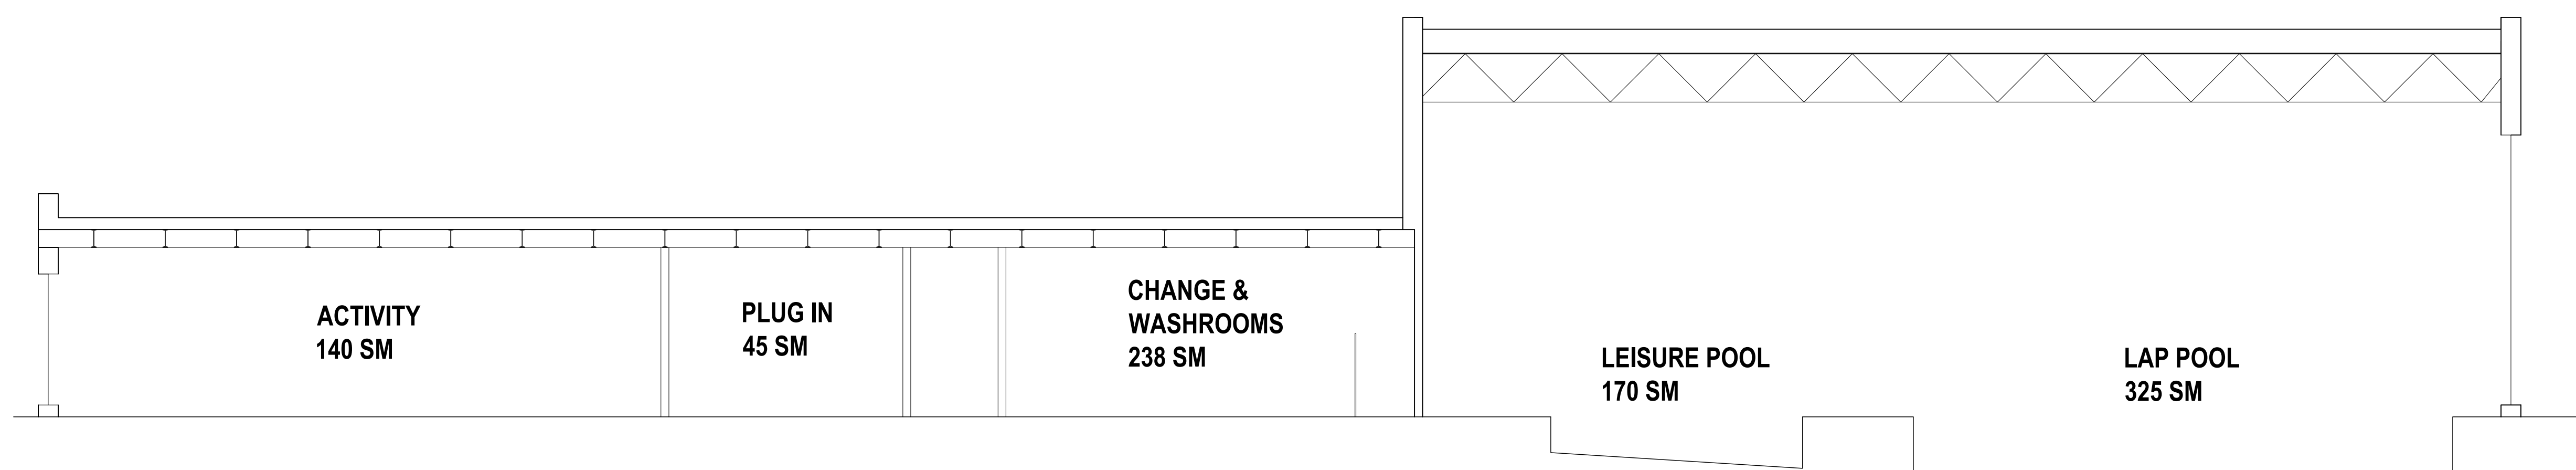 ACTIVITY
140 SM
PLUG IN
45 SM
CHANGE &
WASHROOMS
238 SM
LEISURE POOL
170 SM
LAP POOL
325 SM